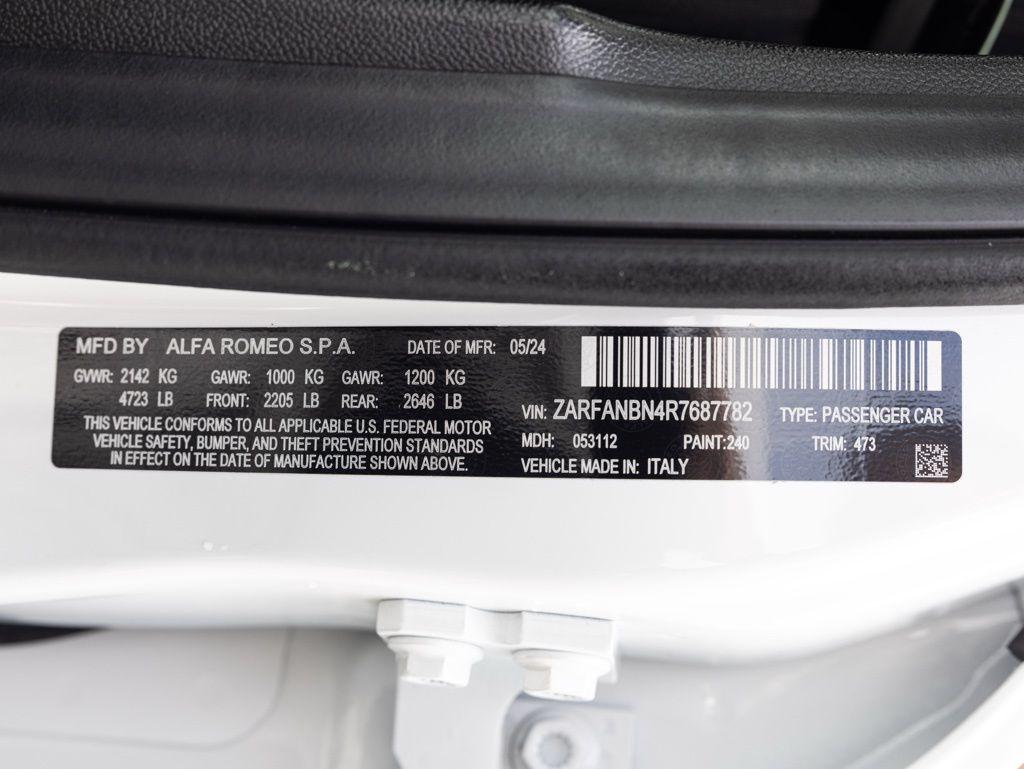 MFD BY ALFA ROMEO S.P.A. DATE OF MFR: 05/24
GVWR: 2142 KG GAWR: 1000 KG GAWR: 1200 KG
4723 LB FRONT: 2205 LB REAR: 2646 LB
THIS VEHICLE CONFORMS TO ALL APPLICABLE U.S. FEDERAL MOTOR
VEHICLE SAFETY, BUMPER, AND THEFT PREVENTION STANDARDS
IN EFFECT ON THE DATE OF MANUFACTURE SHOWN ABOVE.
VIN: ZARFANBN4R7687782 TYPE: PASSENGER CAR
MDH: 053112 PAINT: 240 TRIM: 473
VEHICLE MADE IN: ITALY